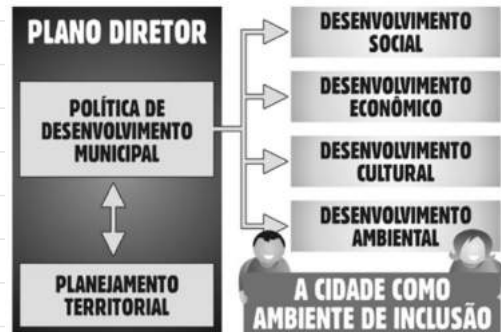 PLANO DIRETOR
POLÍTICA DE
DESENVOLVIMENTO
MUNICIPAL
PLANEJAMENTO
TERRITORIAL
DESENVOLVIMENTO
SOCIAL
DESENVOLVIMENTO
ECONÔMICO
DESENVOLVIMENTO
CULTURAL
DESENVOLVIMENTO
AMBIENTAL
A CIDADE COMO
AMBIENTE DE INCLUSÃO